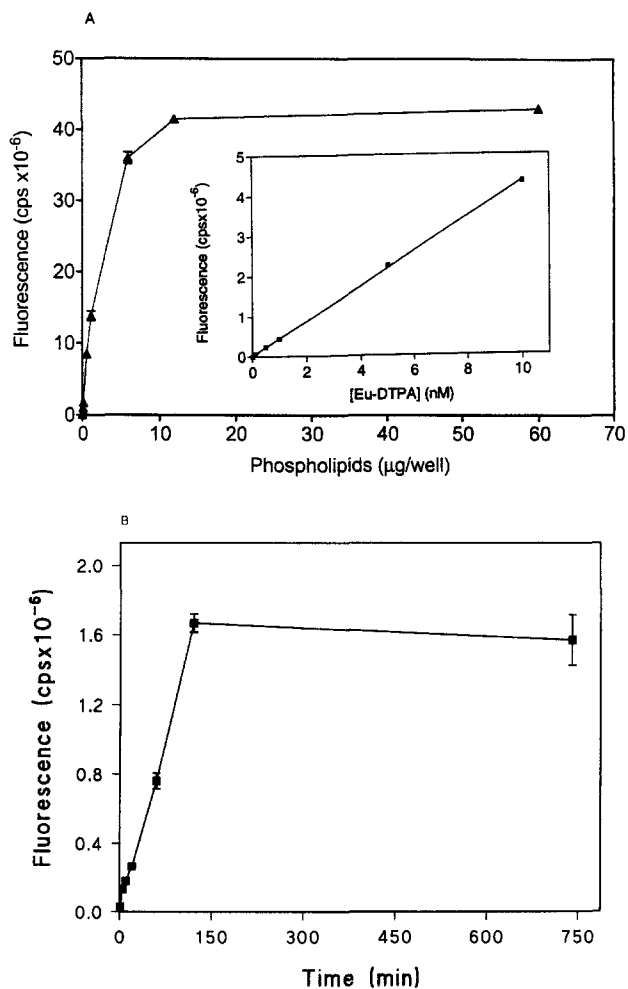 A
50
40
30
20
10
0
Fluorescence (cps x10-6)
0 10 20 30 40 50 60 70
Phospholipids (µg/well)
5
4
3
2
1
0
Fluorescence (cpsx10-6)
0 2 4 6 8 10
[Eu-DTPA] (nM)
B
2.0
1.6
1.2
0.8
0.4
0.0
Fluorescence (cpsx10-6)
0 150 300 450 600 750
Time (min)